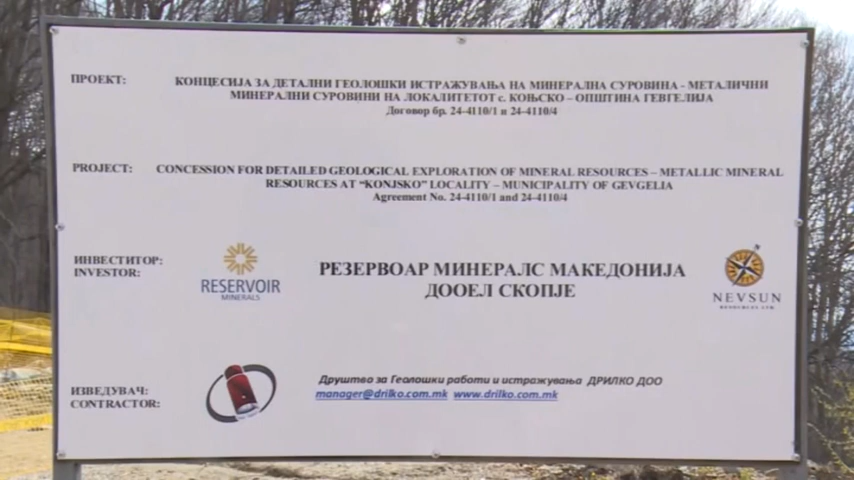 ПРОЕКТ: КОНЦЕСИЈА ЗА ДЕТАЛНИ ГЕОЛОШКИ ИСТРАЖУВАЊА НА МИНЕРАЛНА СУРОВИНА - МЕТАЛИЧНИ
МИНЕРАЛНИ СУРОВИНИ НА ЛОКАЛИТЕТОТ с. КОЊСКО – ОПШТИНА ГЕВГЕЛИЈА
Договор бр. 24-4110/1 и 24-4110/4
PROJECT: CONCESSION FOR DETAILED GEOLOGICAL EXPLORATION OF MINERAL RESOURCES – METALLIC MINERAL
RESOURCES AT “KONJSKO” LOCALITY – MUNICIPALITY OF GEVGELIA
Agreement No. 24-4110/1 and 24-4110/4
ИНВЕСТИТОР:
INVESTOR:
RESERVOIR
MINERALS
РЕЗЕРВОАР МИНЕРАЛС МАКЕДОНИЈА
ДООЕЛ СКОПЈЕ
NEVSUN
RESOURCES LTD.
ИЗВЕДУВАЧ:
CONTRACTOR:
Друштво за Геолошки работи и истражувања ДРИЛКО ДОО
manager@drilko.com.mk www.drilko.com.mk